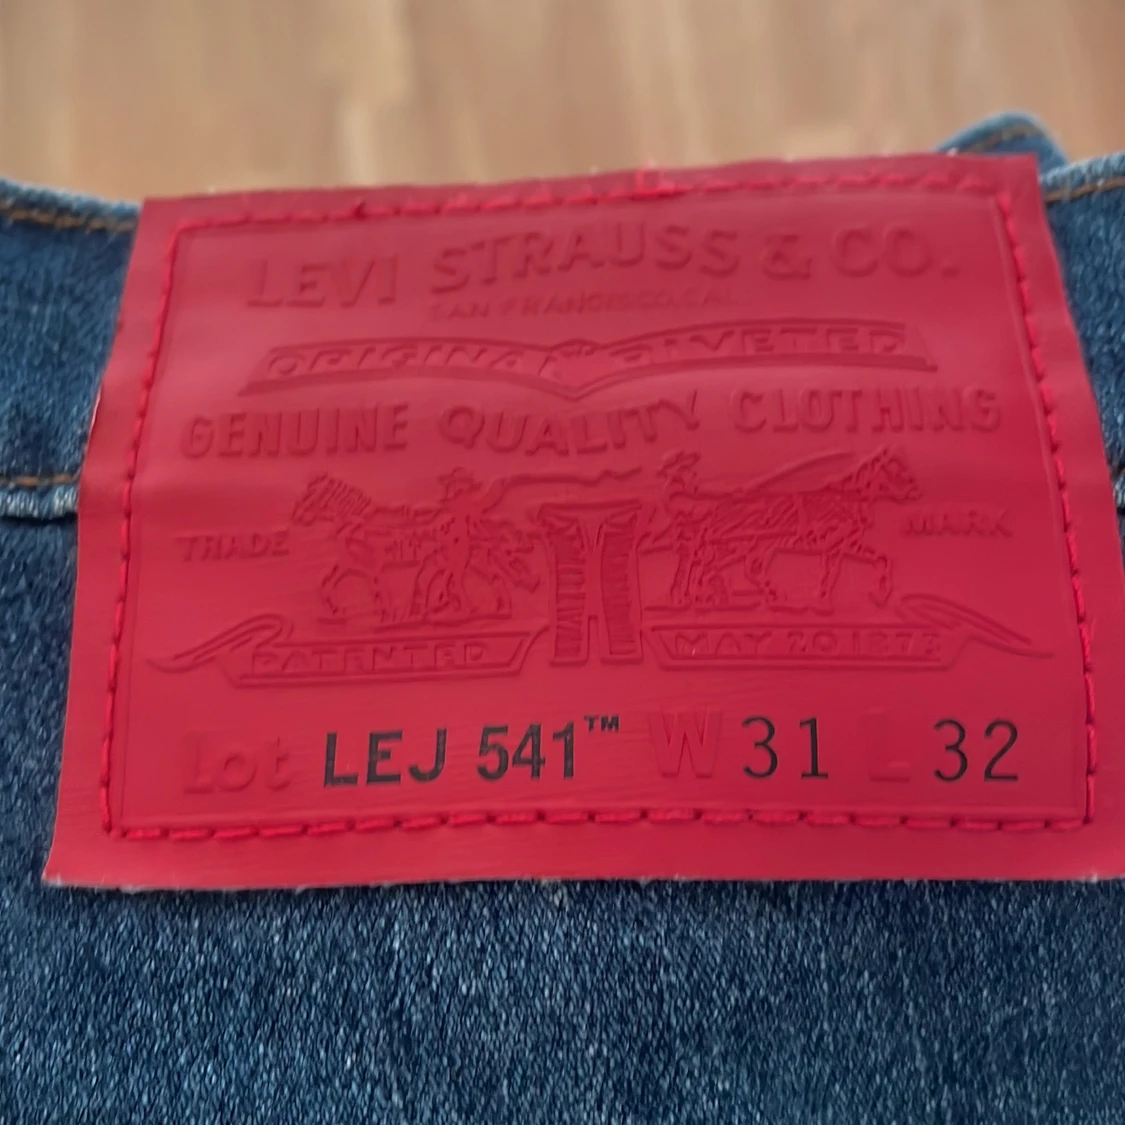 LEVI STRAUSS & CO.
SAN FRANCISCO, CAL.
ORIGINAL RIVETED
GENUINE QUALITY CLOTHING
TRADE MARK
PATENTED MAY 20 1873
Lot LEJ 541™ W 31 L 32